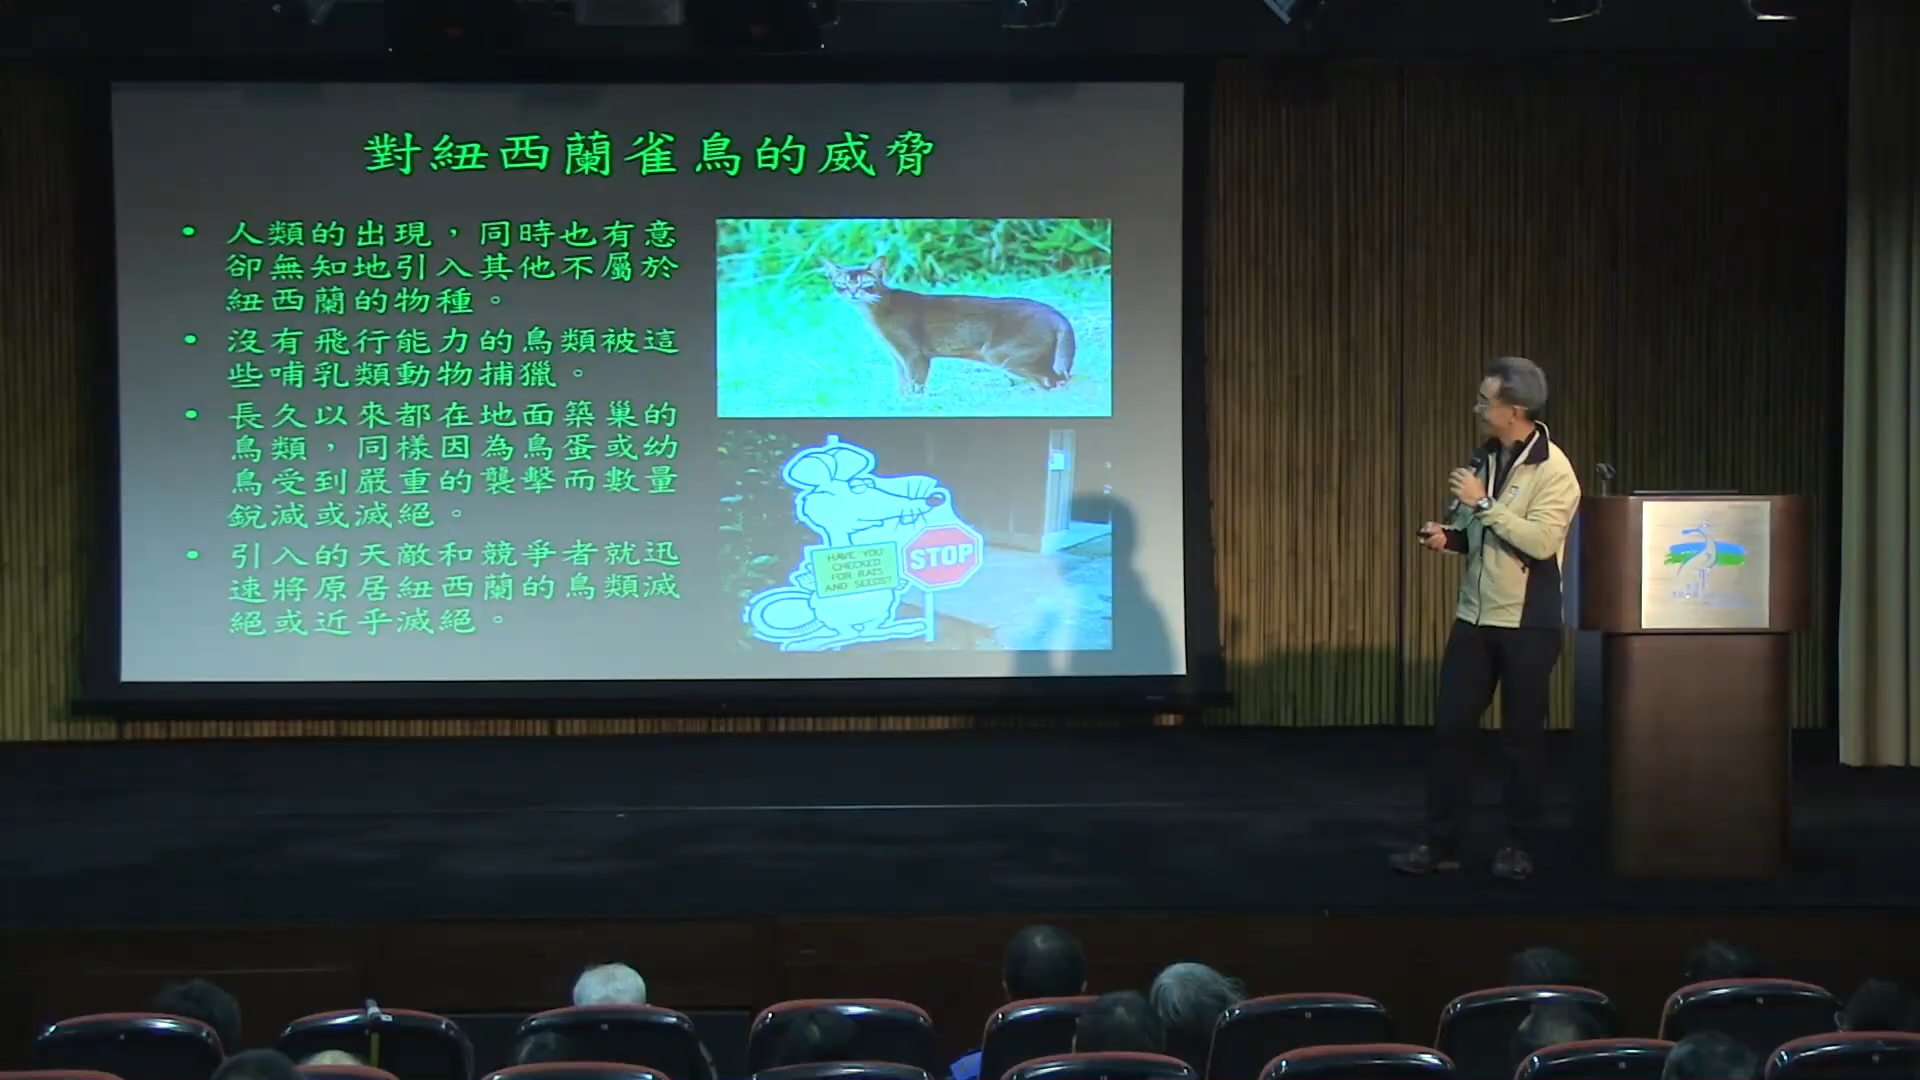 對紐西蘭雀鳥的威脅
• 人類的出現，同時也有意
卻無知地引入其他不屬於
紐西蘭的物種。
• 沒有飛行能力的鳥類被這
些哺乳類動物捕獵。
• 長久以來都在地面築巢的
鳥類，同樣因為鳥蛋或幼
鳥受到嚴重的襲擊而數量
銳減或滅絕。
• 引入的天敵和競爭者就迅
速將原居紐西蘭的鳥類滅
絕或近乎滅絕。
HAVE YOU
CHECKED
FOR RATS
AND SEEDS?
STOP